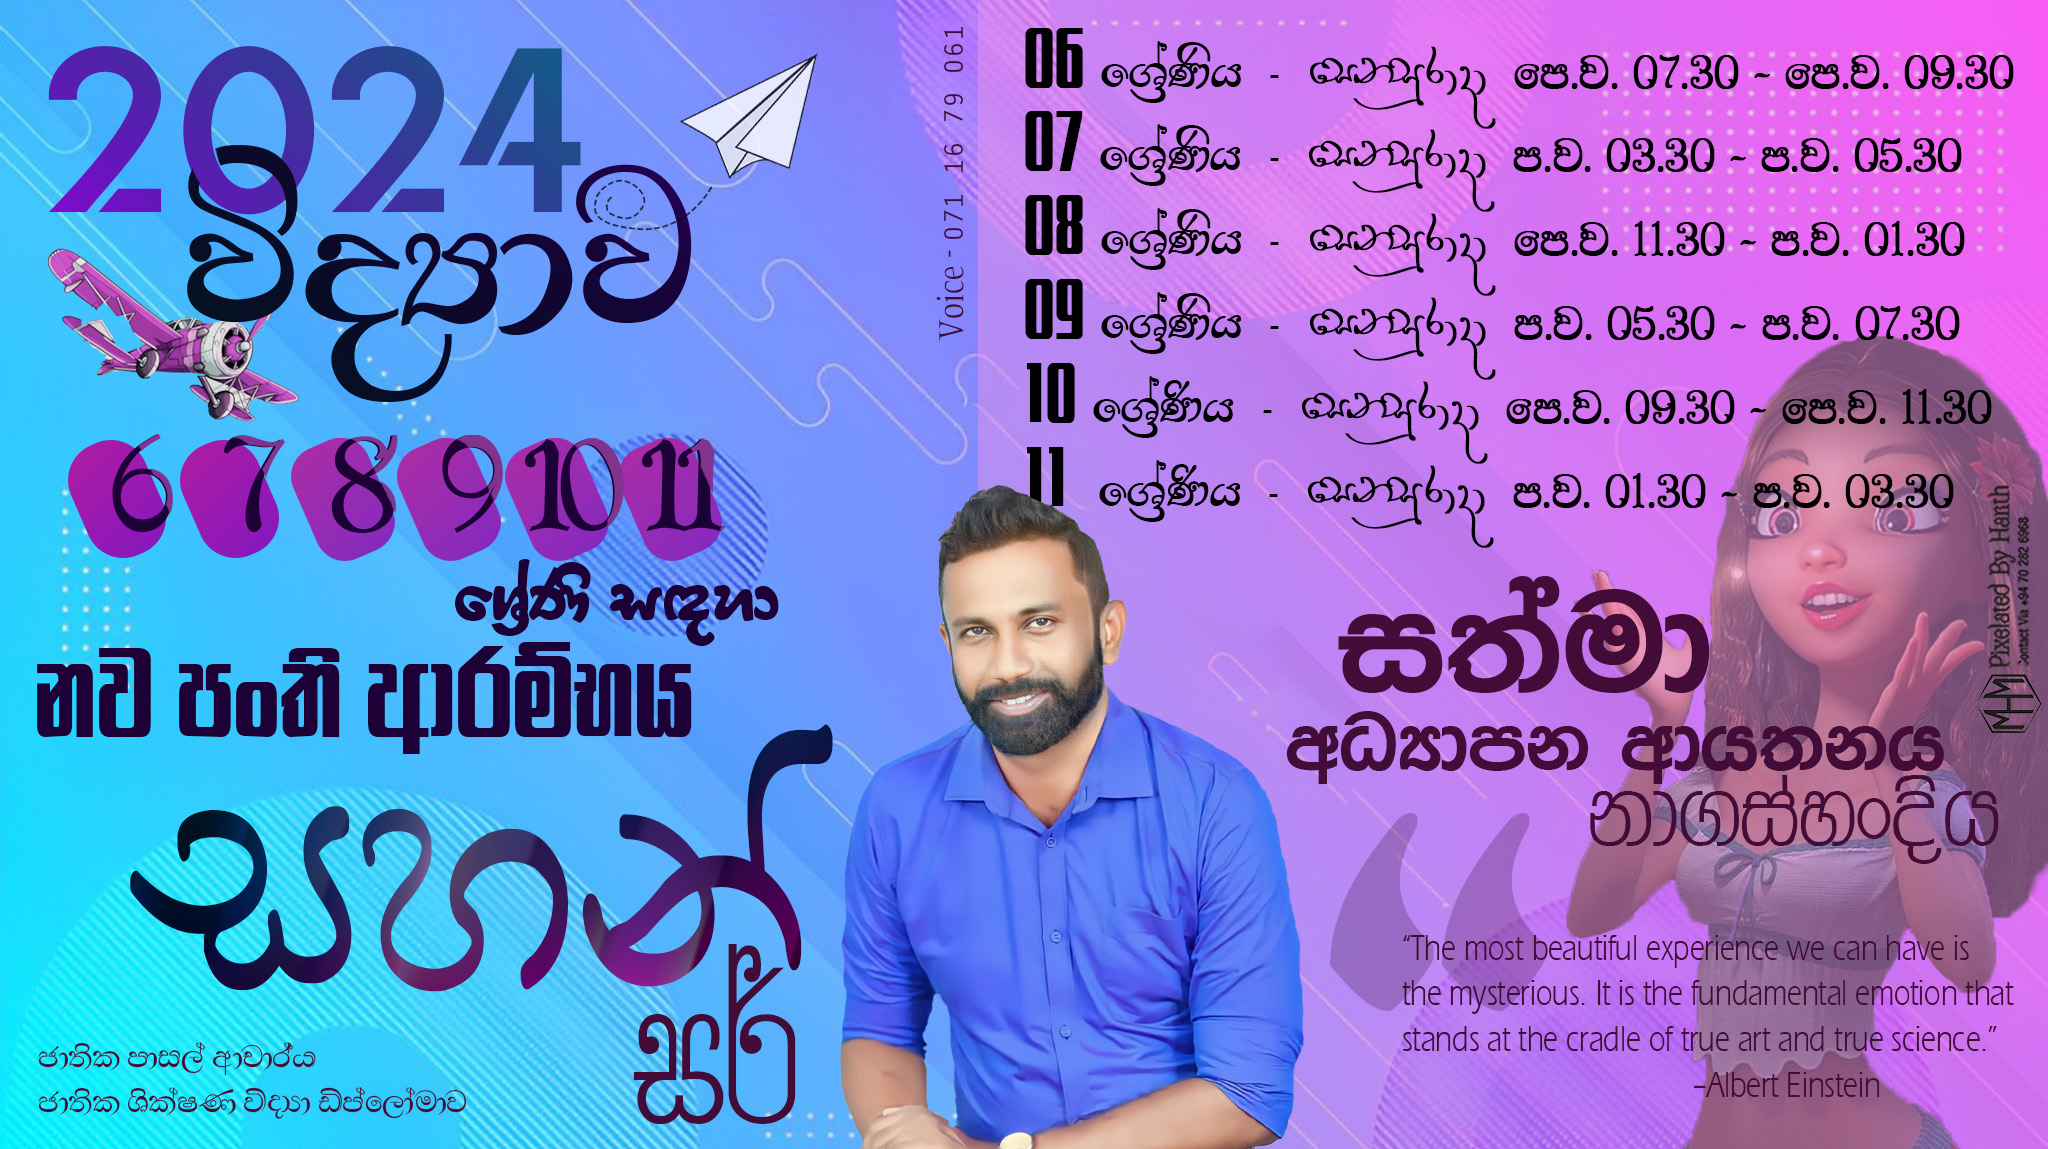 2024
විද්‍යාව
6 7 8 9 10 11
ශ්‍රේණි සඳහා
නව පංති ආරම්භය
සහන්
සර්
ජාතික පාසල් ආචාර්ය
ජාතික ශික්ෂණ විද්‍යා ඩිප්ලෝමාව
Voice - 071 16 79 061
06 ශ්‍රේණිය - සෙනසුරාදා පෙ.ව. 07.30 ~ පෙ.ව. 09.30
07 ශ්‍රේණිය - සෙනසුරාදා ප.ව. 03.30 ~ ප.ව. 05.30
08 ශ්‍රේණිය - සෙනසුරාදා පෙ.ව. 11.30 ~ ප.ව. 01.30
09 ශ්‍රේණිය - සෙනසුරාදා ප.ව. 05.30 ~ ප.ව. 07.30
10 ශ්‍රේණිය - සෙනසුරාදා පෙ.ව. 09.30 ~ පෙ.ව. 11.30
11 ශ්‍රේණිය - සෙනසුරාදා ප.ව. 01.30 ~ ප.ව. 03.30
සත්මා
අධ්‍යාපන ආයතනය
නාගස්හංදිය
“The most beautiful experience we can have is
the mysterious. It is the fundamental emotion that
stands at the cradle of true art and true science.”
–Albert Einstein
Pixelated By Hanth
Contact Via +94 70 282 6968